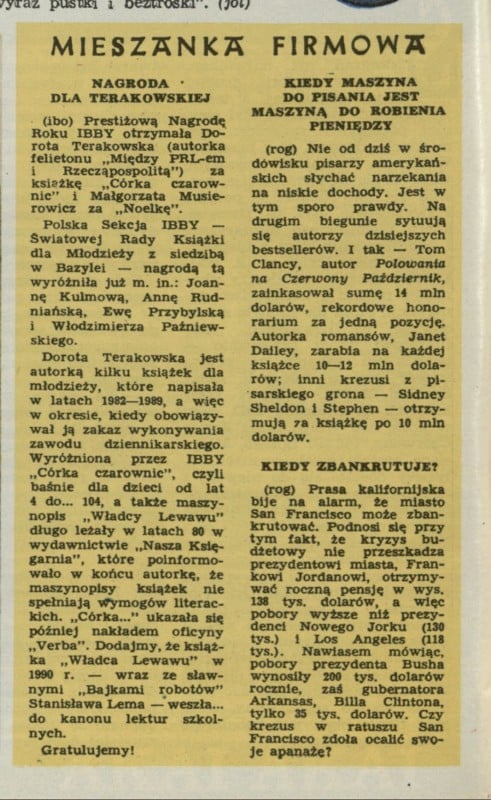 wyraz pustki i beztroski". (jol)
MIESZANKA FIRMOWA
NAGRODA
DLA TERAKOWSKIEJ
(ibo) Prestiżową Nagrodę
Roku IBBY otrzymała Do-
rota Terakowska (autorka
felietonu „Między PRL-em
i Rzecząpospolitą") za
książkę „Córka czarow-
nic" i Małgorzata Musie-
rowicz za „Noelkę".
Polska Sekcja IBBY —
Światowej Rady Książki
dla Młodzieży z siedzibą
w Bazylei — nagrodą tą
wyróżniła już m. in.: Joan-
nę Kulmową, Annę Rud-
niańską, Ewę Przybylską
i Włodzimierza Paźniew-
skiego.
Dorota Terakowska jest
autorką kilku książek dla
młodzieży, które napisała
w latach 1982—1989, a więc
w okresie, kiedy obowiązy-
wał ją zakaz wykonywania
zawodu dziennikarskiego.
Wyróżniona przez IBBY
„Córka czarownic", czyli
baśnie dla dzieci od lat
4 do... 104, a także maszy-
nopis „Władcy Lewawu"
długo leżały w latach 80 w
wydawnictwie „Nasza Księ-
garnia", które poinformo-
wało w końcu autorkę, że
maszynopisy książek nie
spełniają wymogów literac-
kich. „Córka..." ukazała się
później nakładem oficyny
„Verba". Dodajmy, że książ-
ka „Władca Lewawu" w
1990 r. — wraz ze sław-
nymi „Bajkami robotów"
Stanisława Lema — weszła...
do kanonu lektur szkol-
nych.
Gratulujemy!
KIEDY MASZYNA
DO PISANIA JEST
MASZYNĄ DO ROBIENIA
PIENIĘDZY
(rog) Nie od dziś w śro-
dowisku pisarzy amerykań-
skich słychać narzekania
na niskie dochody. Jest w
tym sporo prawdy. Na
drugim biegunie sytuują
się autorzy dzisiejszych
bestsellerów. I tak — Tom
Clancy, autor Polowania
na Czerwony Październik,
zainkasował sumę 14 mln
dolarów, rekordowe hono-
rarium za jedną pozycję.
Autorka romansów, Janet
Dailey, zarabia na każdej
książce 10—12 mln dola-
rów; inni krezusi z pi-
sarskiego grona — Sidney
Sheldon i Stephen — otrzy-
mują za książkę po 10 mln
dolarów.
KIEDY ZBANKRUTUJE?
(rog) Prasa kalifornijska
bije na alarm, że miasto
San Francisco może zban-
krutować. Podnosi się przy
tym fakt, że kryzys bu-
dżetowy nie przeszkadza
prezydentowi miasta, Fran-
kowi Jordanowi, otrzymy-
wać roczną pensję w wys.
138 tys. dolarów, a więc
pobory wyższe niż prezy-
denci Nowego Jorku (130
tys.) i Los Angeles (118
tys.). Nawiasem mówiąc,
pobory prezydenta Busha
wynosiły 200 tys. dolarów
rocznie, zaś gubernatora
Arkansas, Billa Clintona,
tylko 35 tys. dolarów. Czy
krezus w ratuszu San
Francisco zdoła ocalić swo-
je apanaże?